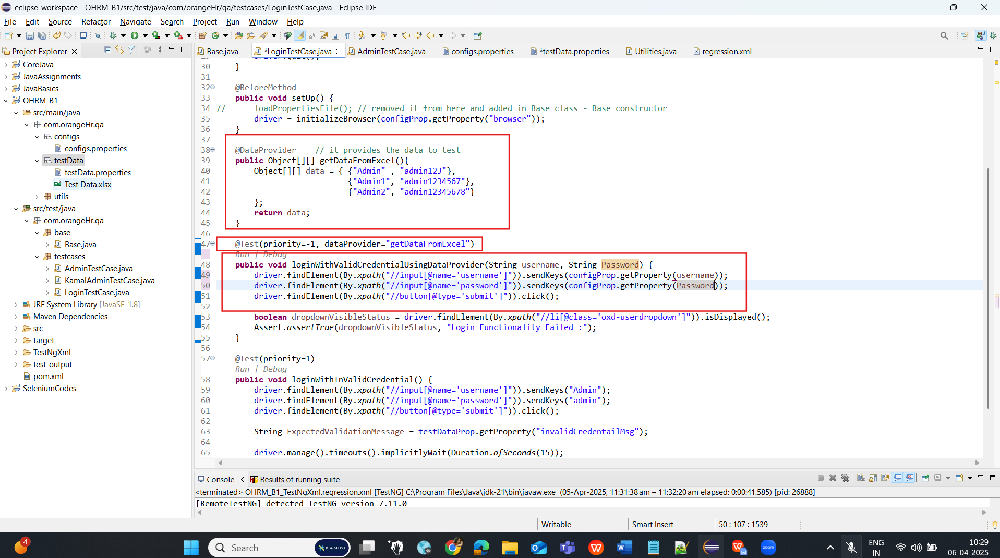 eclipse-workspace - OHRM_B1/src/test/java/com/orangeHr/qa/testcases/LoginTestCase.java - Eclipse IDE
File Edit Source Refactor Navigate Search Project Run Window Help
Project Explorer
Base.java *LoginTestCase.java AdminTestCase.java configs.properties *testData.properties Utilities.java regression.xml
CoreJava
JavaAssignments
JavaBasics
OHRM_B1
src/main/java
com.orangeHr.qa
configs
configs.properties
testData
testData.properties
Test Data.xlsx
utils
src/test/java
com.orangeHr.qa
base
Base.java
testcases
AdminTestCase.java
KamalAdminTestCase.java
LoginTestCase.java
JRE System Library [JavaSE-1.8]
Maven Dependencies
src
target
TestNgXml
test-output
pom.xml
SeleniumCodes
30 }
31
32 @BeforeMethod
33 public void setUp() {
34 // loadPropertiesFile(); // removed it from here and added in Base class - Base constructor
35 driver = initializeBrowser(configProp.getProperty("browser"));
36 }
37
38 @DataProvider // it provides the data to test
39 public Object[][] getDataFromExcel(){
40 Object[][] data = { {"Admin" , "admin123"},
41 {"Admin1", "admin1234567"},
42 {"Admin2", "admin12345678"}
43 };
44 return data;
45 }
46
47 @Test(priority=-1, dataProvider="getDataFromExcel")
Run | Debug
48 public void loginWithValidCredentialUsingDataProvider(String username, String Password) {
49 driver.findElement(By.xpath("//input[@name='username']")).sendKeys(configProp.getProperty(username));
50 driver.findElement(By.xpath("//input[@name='password']")).sendKeys(configProp.getProperty(Password));
51 driver.findElement(By.xpath("//button[@type='submit']")).click();
52
53 boolean dropdownVisibleStatus = driver.findElement(By.xpath("//li[@class='oxd-userdropdown']")).isDisplayed();
54 Assert.assertTrue(dropdownVisibleStatus, "Login Functionality Failed :");
55 }
56
57 @Test(priority=1)
Run | Debug
58 public void loginWithInValidCredential() {
59 driver.findElement(By.xpath("//input[@name='username']")).sendKeys("Admin");
60 driver.findElement(By.xpath("//input[@name='password']")).sendKeys("admin");
61 driver.findElement(By.xpath("//button[@type='submit']")).click();
62
63 String ExpectedValidationMessage = testDataProp.getProperty("invalidCredentailMsg");
64
65 driver.manage().timeouts().implicitlyWait(Duration.ofSeconds(15));
Console Results of running suite
<terminated> OHRM_B1_TestNgXml.regression.xml [TestNG] C:\Program Files\Java\jdk-21\bin\javaw.exe (05-Apr-2025, 11:31:38 am – 11:32:20 am elapsed: 0:00:41.585) [pid: 26888]
[RemoteTestNG] detected TestNG version 7.11.0
Writable Smart Insert 50 : 107 : 1539
4
Search
KANINI
zoom
ENG
IN
10:29
06-04-2025